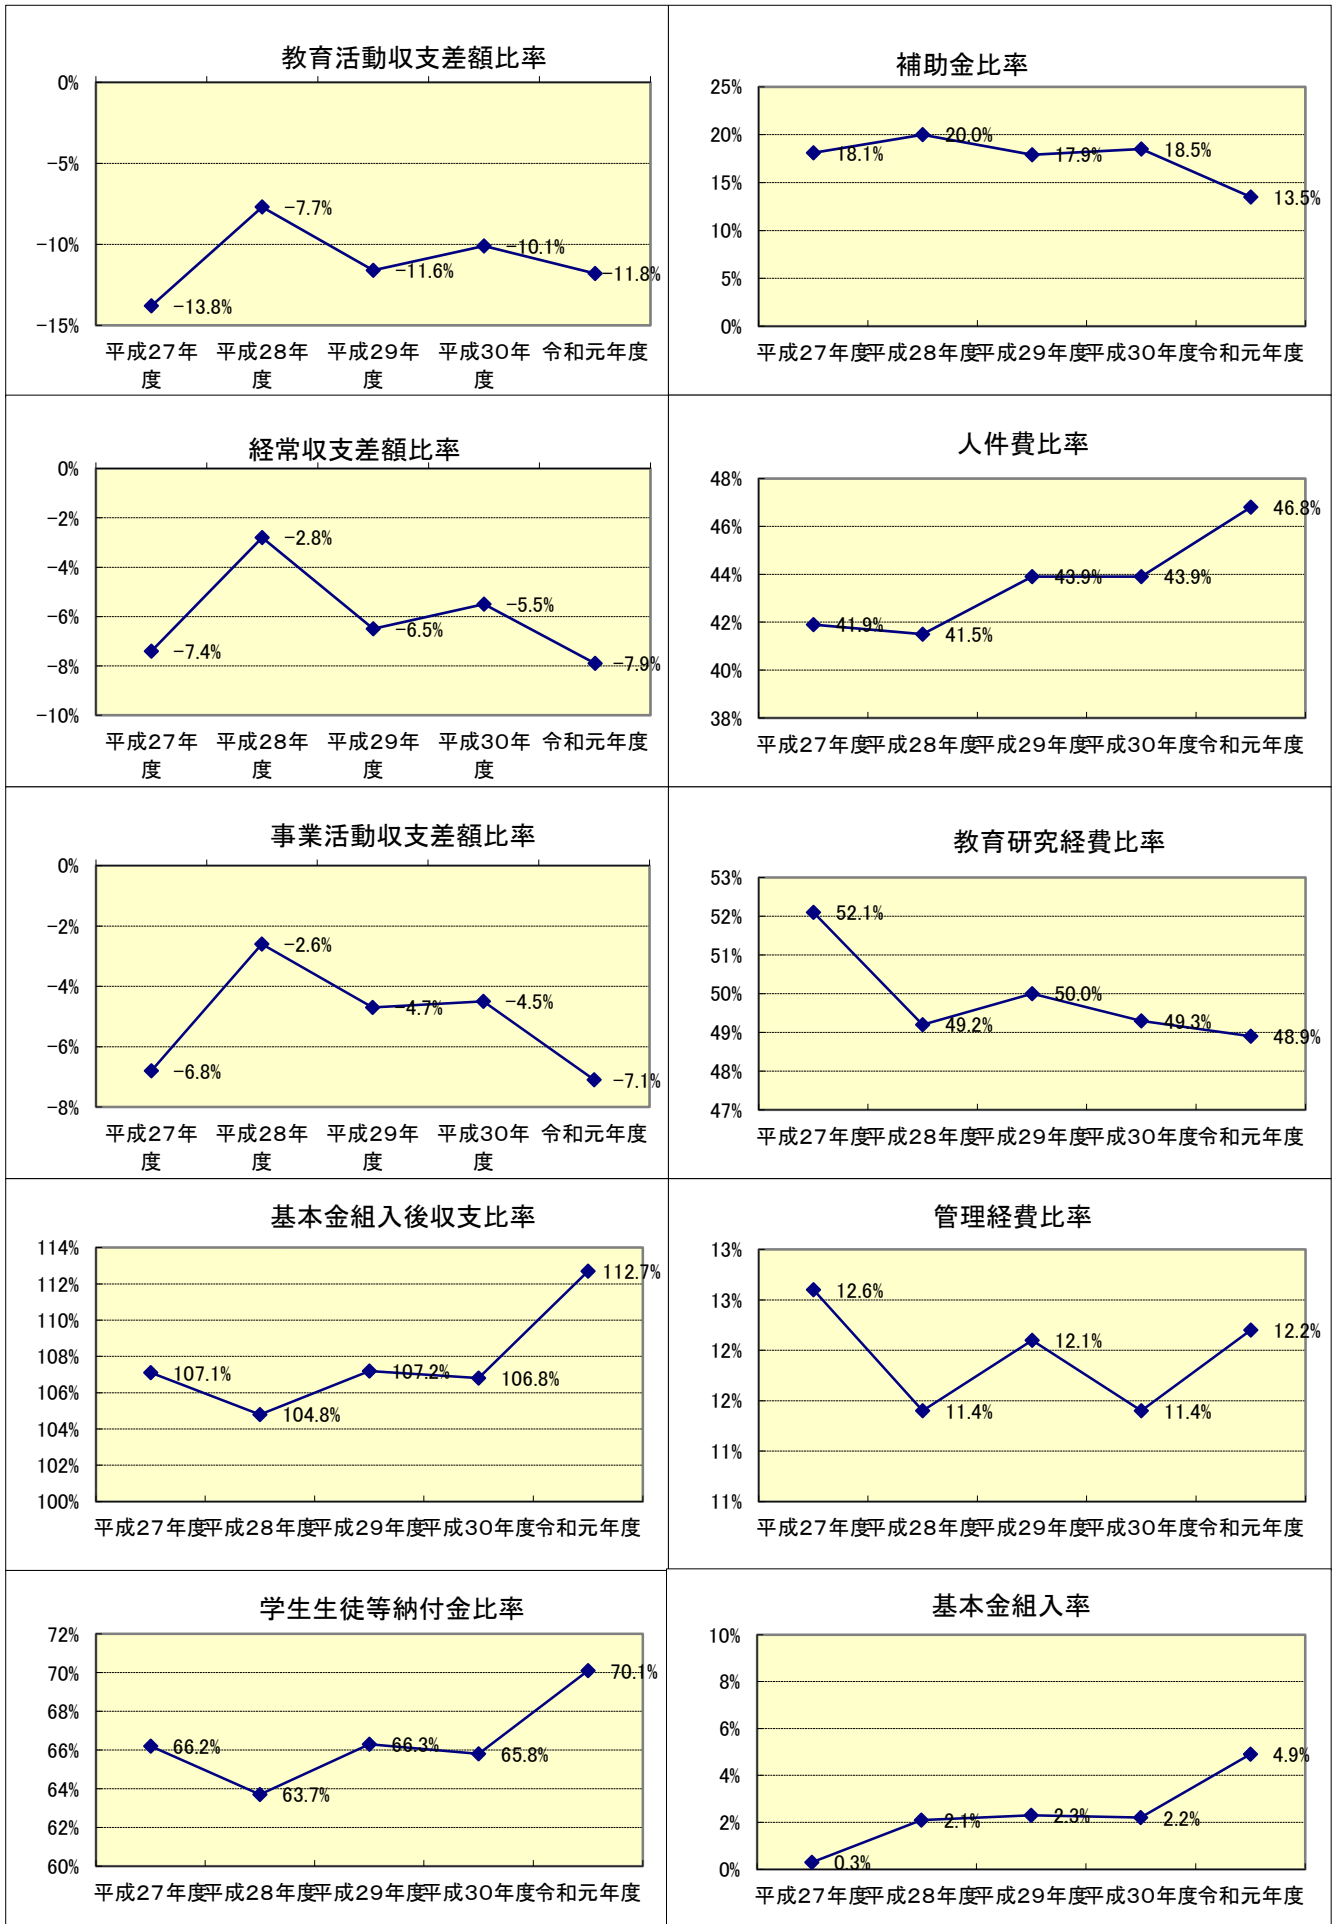 教育活動収支差額比率
0%
−5%
−10%
−15%
−13.8%
−7.7%
−11.6%
−10.1%
−11.8%
平成27年度
平成28年度
平成29年度
平成30年度
令和元年度
補助金比率
25%
20%
15%
10%
5%
0%
18.1%
20.0%
17.9%
18.5%
13.5%
平成27年度
平成28年度
平成29年度
平成30年度
令和元年度
経常収支差額比率
0%
−2%
−4%
−6%
−8%
−10%
−7.4%
−2.8%
−6.5%
−5.5%
−7.9%
平成27年度
平成28年度
平成29年度
平成30年度
令和元年度
人件費比率
48%
46%
44%
42%
40%
38%
41.9%
41.5%
43.9%
43.9%
46.8%
平成27年度
平成28年度
平成29年度
平成30年度
令和元年度
事業活動収支差額比率
0%
−2%
−4%
−6%
−8%
−6.8%
−2.6%
−4.7%
−4.5%
−7.1%
平成27年度
平成28年度
平成29年度
平成30年度
令和元年度
教育研究経費比率
53%
52%
51%
50%
49%
48%
47%
52.1%
49.2%
50.0%
49.3%
48.9%
平成27年度
平成28年度
平成29年度
平成30年度
令和元年度
基本金組入後収支比率
114%
112%
110%
108%
106%
104%
102%
100%
107.1%
104.8%
107.2%
106.8%
112.7%
平成27年度
平成28年度
平成29年度
平成30年度
令和元年度
管理経費比率
13%
13%
12%
12%
11%
11%
12.6%
11.4%
12.1%
11.4%
12.2%
平成27年度
平成28年度
平成29年度
平成30年度
令和元年度
学生生徒等納付金比率
72%
70%
68%
66%
64%
62%
60%
66.2%
63.7%
66.3%
65.8%
70.1%
平成27年度
平成28年度
平成29年度
平成30年度
令和元年度
基本金組入率
10%
8%
6%
4%
2%
0%
0.3%
2.1%
2.3%
2.2%
4.9%
平成27年度
平成28年度
平成29年度
平成30年度
令和元年度